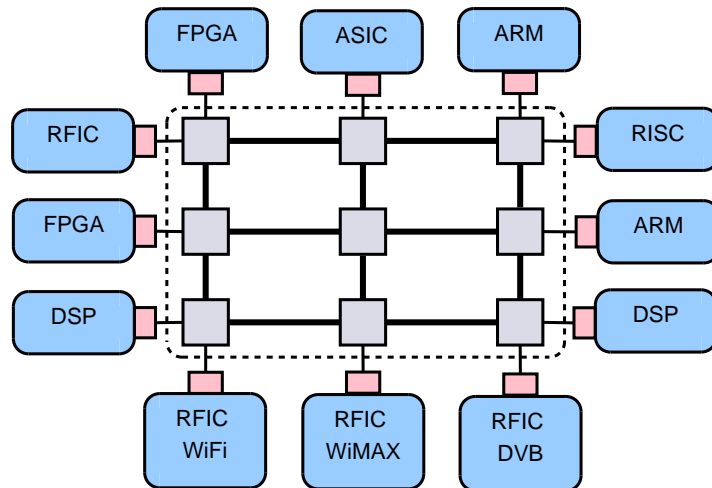 FPGA
ASIC
ARM
RFIC
RISC
FPGA
ARM
DSP
DSP
RFIC
WiFi
RFIC
WiMAX
RFIC
DVB